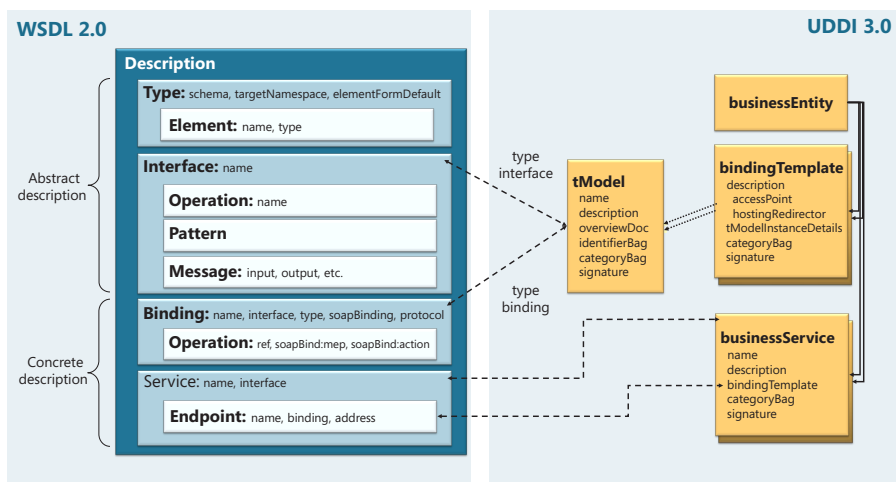 WSDL 2.0
Description
Type: schema, targetNamespace, elementFormDefault
Element: name, type
Interface: name
Operation: name
Pattern
Message: input, output, etc.
Binding: name, interface, type, soapBinding, protocol
Operation: ref, soapBind:mep, soapBind:action
Service: name, interface
Endpoint: name, binding, address
Abstract
description
Concrete
description
UDDI 3.0
type
interface
type
binding
tModel
name
description
overviewDoc
identifierBag
categoryBag
signature
businessEntity
bindingTemplate
description
accessPoint
hostingRedirector
tModelInstanceDetails
categoryBag
signature
businessService
name
description
bindingTemplate
categoryBag
signature